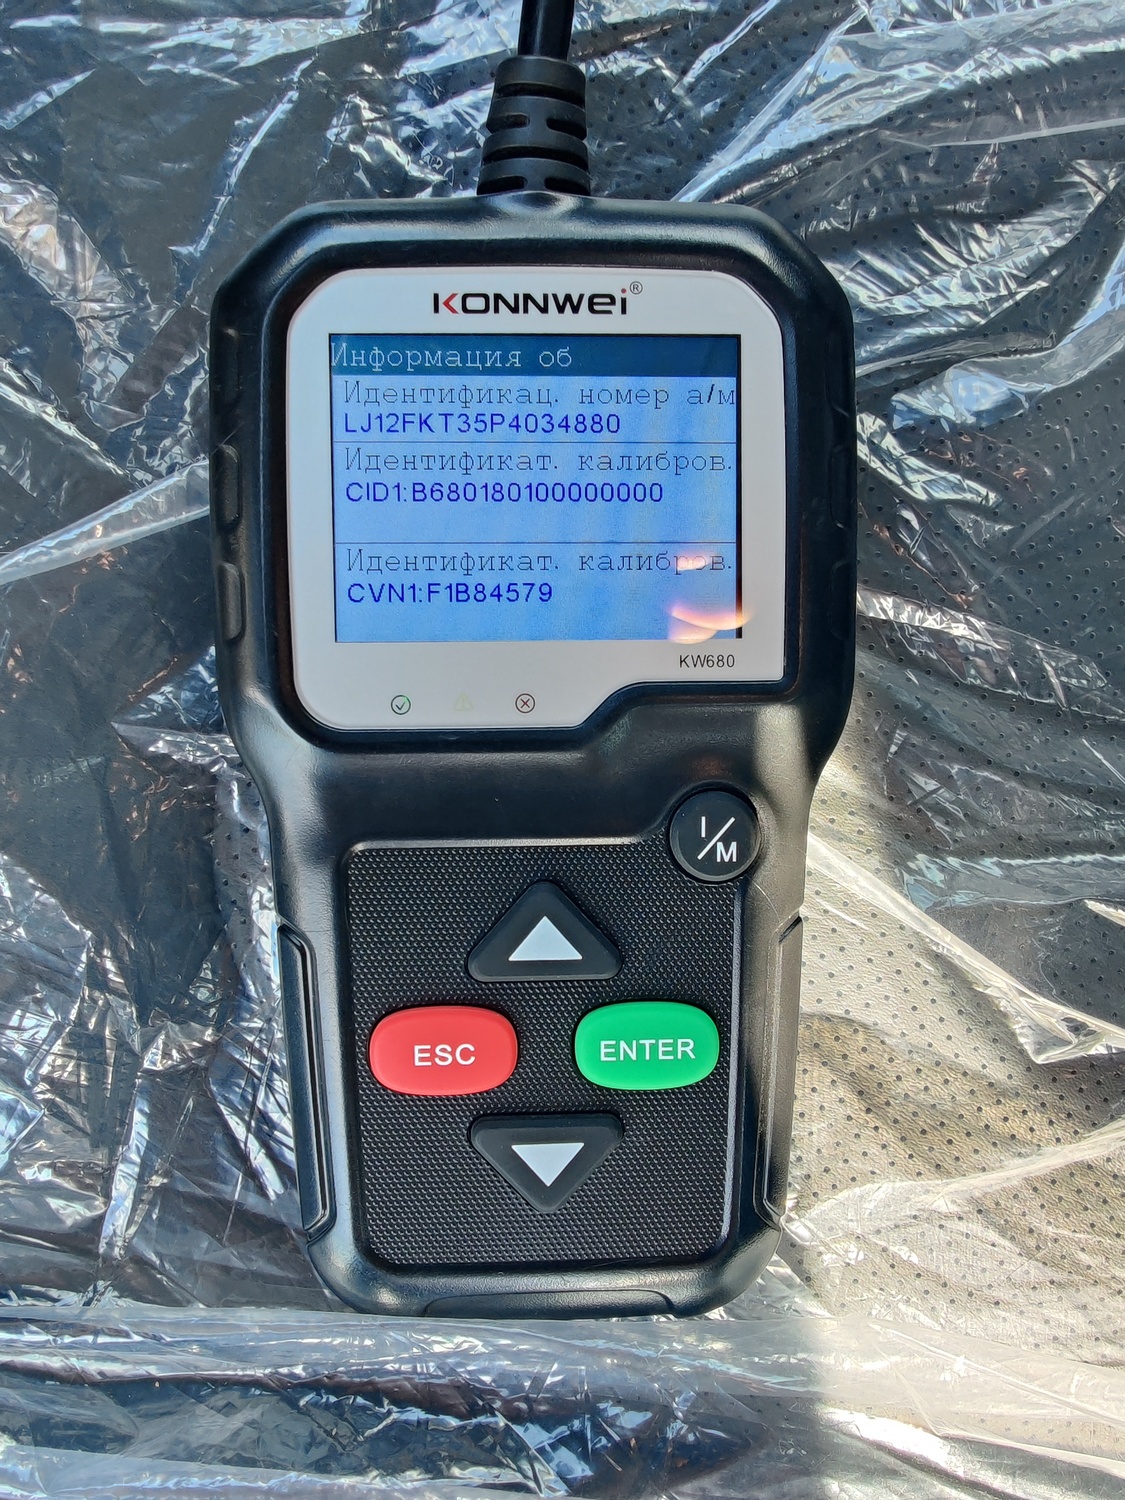 KONNWEI®
Информация об
Идентификац. номер а/м
LJ12FKT35P4034880
Идентификат. калибров.
CID1:B680180100000000
Идентификат. калибров.
CVN1:F1B84579
KW680
I/M
ESC
ENTER